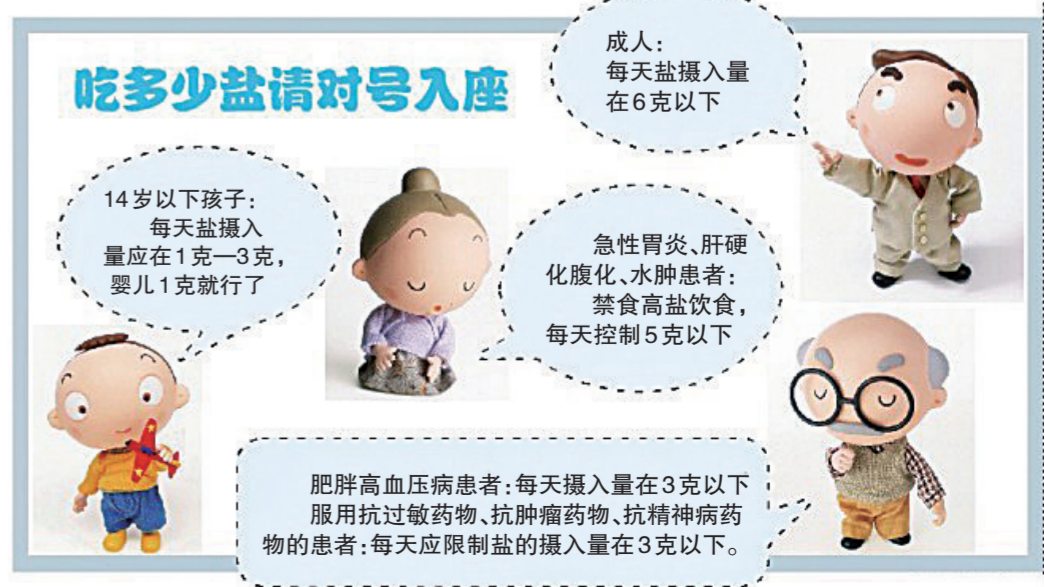 吃多少盐请对号入座
成人：
每天盐摄入量
在6克以下
14岁以下孩子：
每天盐摄入
量应在1克—3克，
婴儿1克就行了
急性胃炎、肝硬
化腹化、水肿患者：
禁食高盐饮食，
每天控制5克以下
肥胖高血压病患者：每天摄入量在3克以下
服用抗过敏药物、抗肿瘤药物、抗精神病药
物的患者：每天应限制盐的摄入量在3克以下。